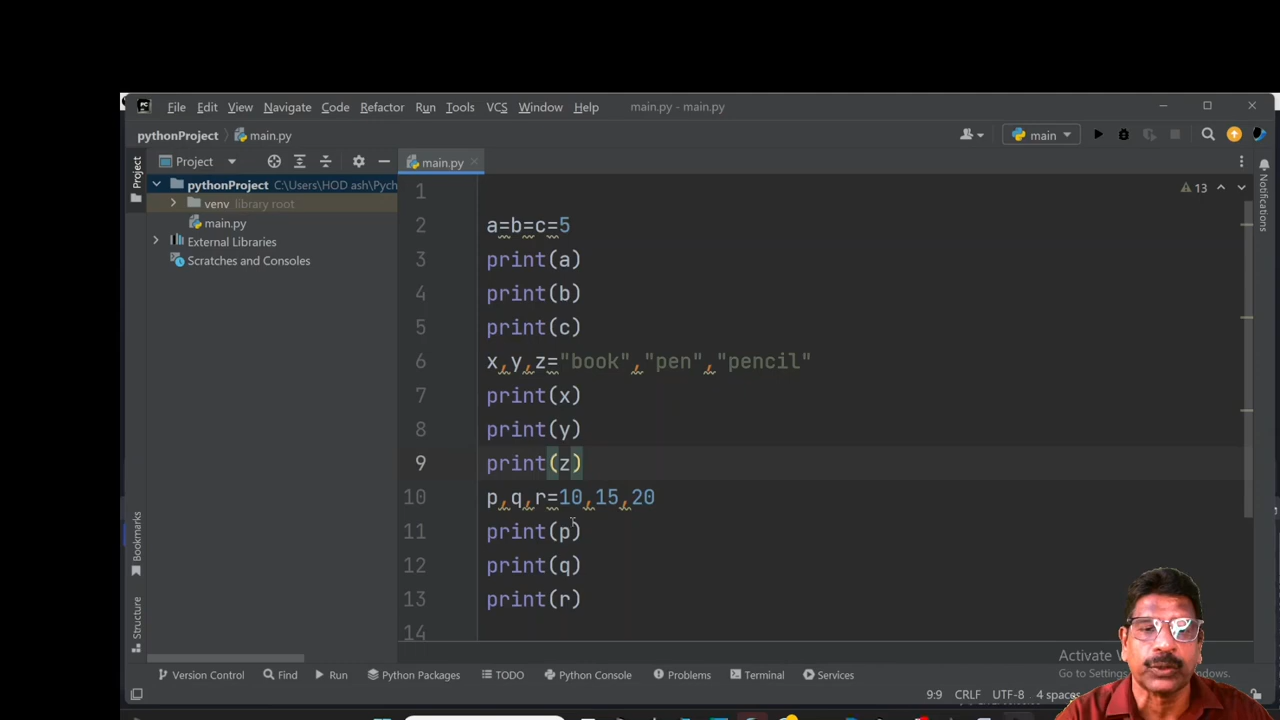 PC File Edit View Navigate Code Refactor Run Tools VCS Window Help main.py - main.py
pythonProject main.py main
Project Project main.py
pythonProject C:\Users\HOD ash\Pych
venv library root
main.py
External Libraries
Scratches and Consoles
13
Notifications
1
2 a=b=c=5
3 print(a)
4 print(b)
5 print(c)
6 x,y,z="book","pen","pencil"
7 print(x)
8 print(y)
9 print(z)
10 p,q,r=10,15,20
11 print(p)
12 print(q)
13 print(r)
14
Bookmarks
Structure
Activate
Go to Settings
Version Control Find Run Python Packages TODO Python Console Problems Terminal Services
9:9 CRLF UTF-8 4 spaces